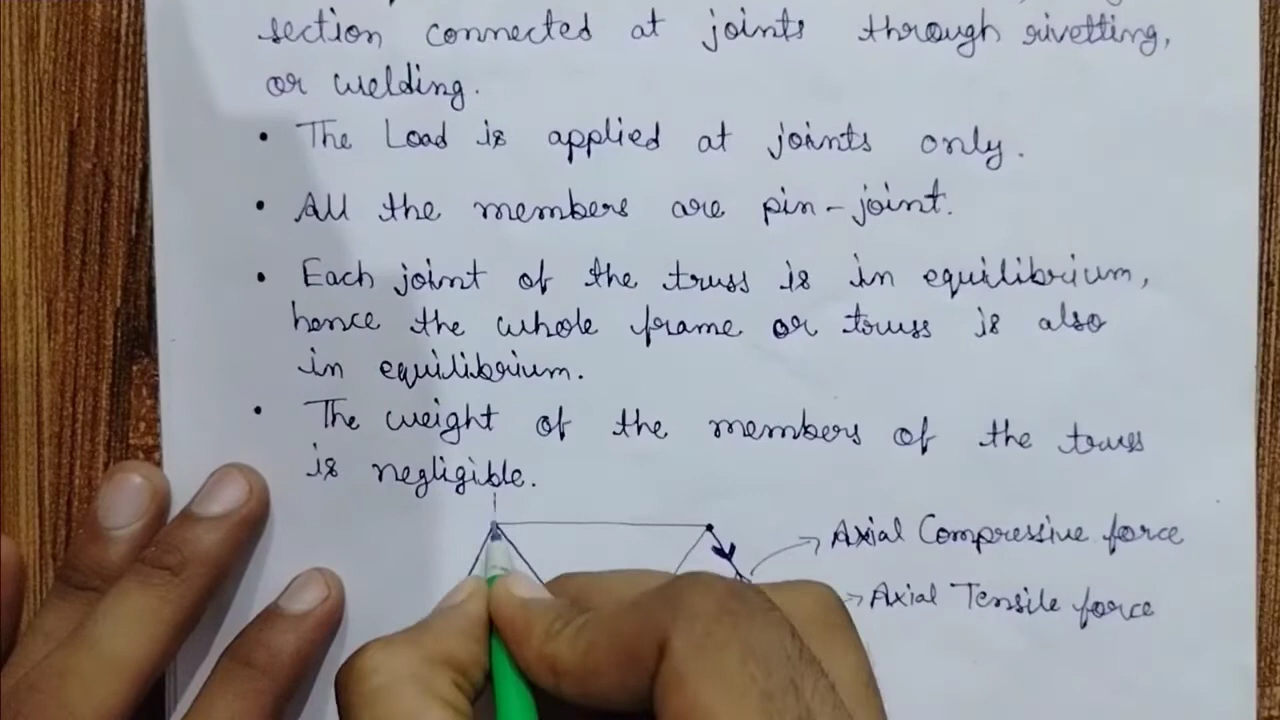 section connected at joints through rivetting,
or welding.
• The Load is applied at joints only.
• All the members are pin-joint.
• Each joint of the truss is in equilibrium,
hence the whole frame or truss is also
in equilibrium.
• The weight of the members of the truss
is negligible.
Axial Compressive force
Axial Tensile force